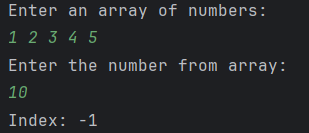 Enter an array of numbers:
1 2 3 4 5
Enter the number from array:
10
Index: -1